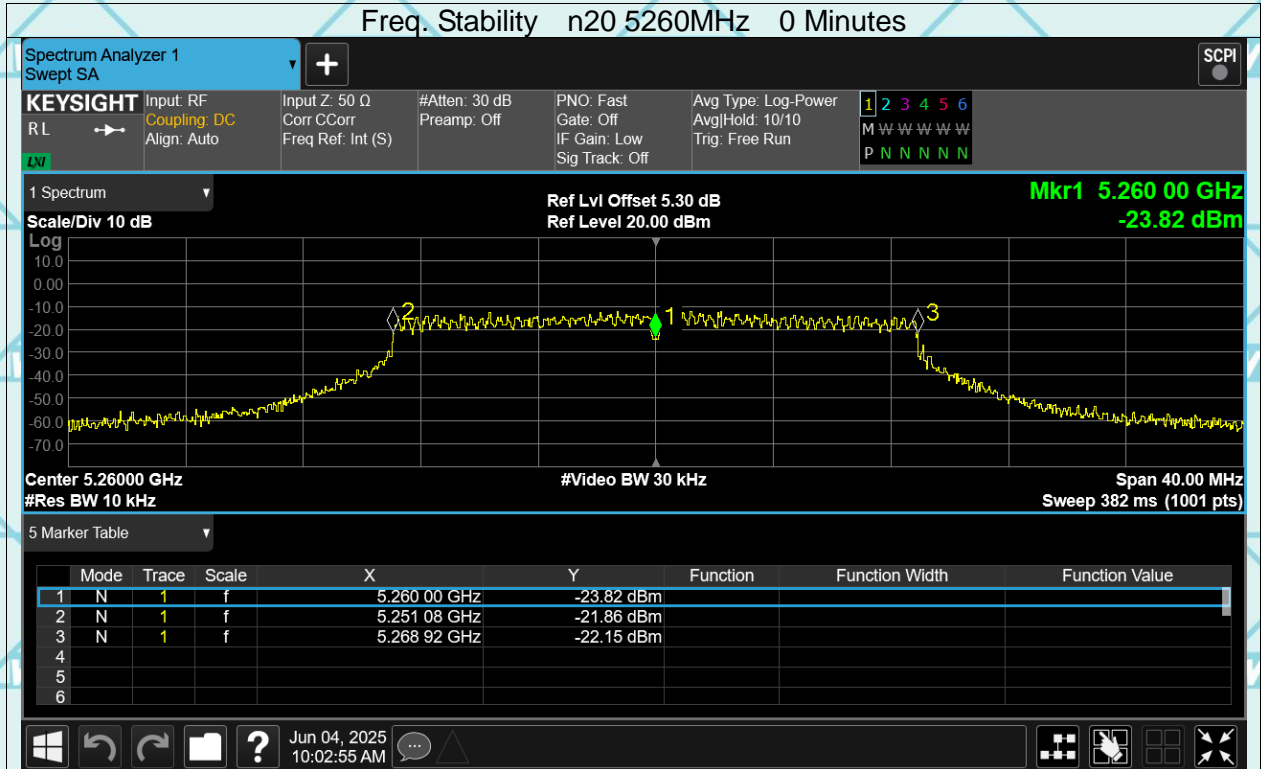 Freq. Stability n20 5260MHz 0 Minutes
Spectrum Analyzer 1
Swept SA
+
SCPI
KEYSIGHT
RL
LXI
Input: RF
Coupling: DC
Align: Auto
Input Z: 50 Ω
Corr CCorr
Freq Ref: Int (S)
#Atten: 30 dB
Preamp: Off
PNO: Fast
Gate: Off
IF Gain: Low
Sig Track: Off
Avg Type: Log-Power
Avg|Hold: 10/10
Trig: Free Run
1 2 3 4 5 6
M W W W W W
P N N N N N
1 Spectrum
Scale/Div 10 dB
Ref Lvl Offset 5.30 dB
Ref Level 20.00 dBm
Mkr1 5.260 00 GHz
-23.82 dBm
Log
10.0
0.00
-10.0
-20.0
-30.0
-40.0
-50.0
-60.0
-70.0
2
1
3
Center 5.26000 GHz
#Res BW 10 kHz
#Video BW 30 kHz
Span 40.00 MHz
Sweep 382 ms (1001 pts)
5 Marker Table
Mode Trace Scale X Y Function Function Width Function Value
1 N 1 f 5.260 00 GHz -23.82 dBm
2 N 1 f 5.251 08 GHz -21.86 dBm
3 N 1 f 5.268 92 GHz -22.15 dBm
4
5
6
?
Jun 04, 2025
10:02:55 AM